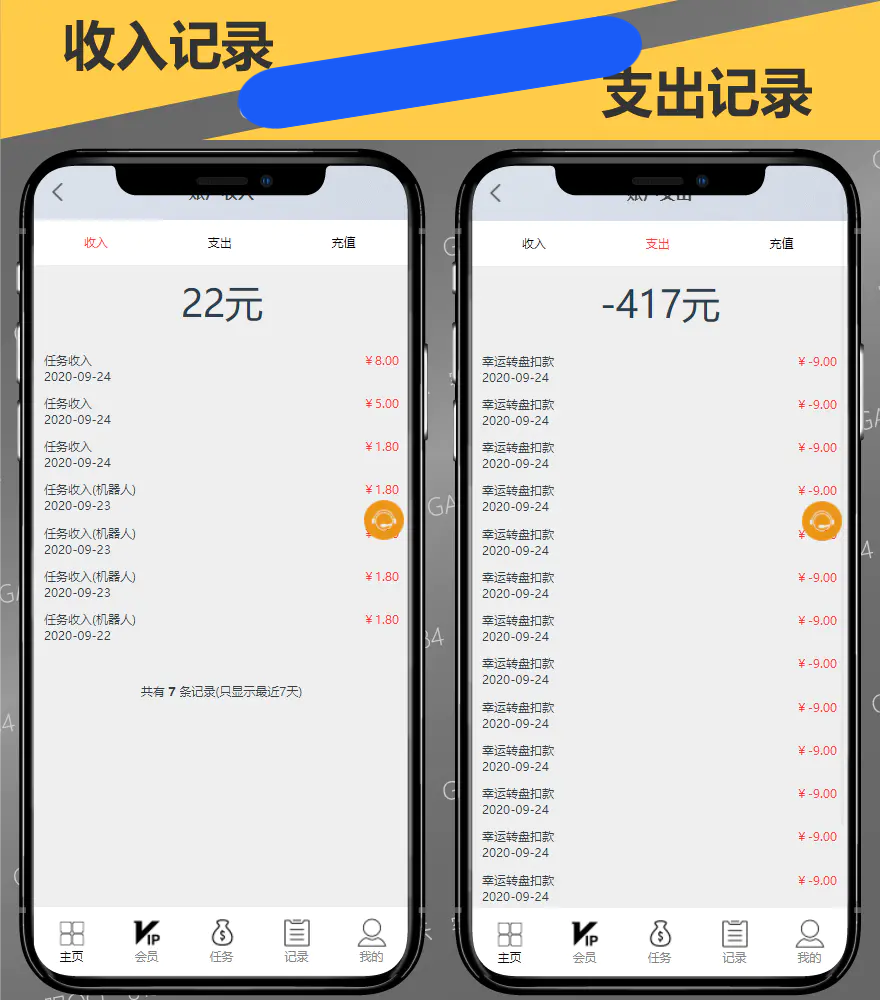 收入记录
支出记录
收入
支出
充值
22元
任务收入
¥8.00
2020-09-24
任务收入
¥5.00
2020-09-24
任务收入
¥1.80
2020-09-24
任务收入(机器人)
¥1.80
2020-09-23
任务收入(机器人)
2020-09-23
任务收入(机器人)
¥1.80
2020-09-23
任务收入(机器人)
¥1.80
2020-09-22
共有 7 条记录(只显示最近7天)
主页
VIP
会员
任务
记录
我的
收入
支出
充值
-417元
幸运转盘扣款
¥ -9.00
2020-09-24
幸运转盘扣款
¥ -9.00
2020-09-24
幸运转盘扣款
¥ -9.00
2020-09-24
幸运转盘扣款
¥ -9.00
2020-09-24
幸运转盘扣款
2020-09-24
幸运转盘扣款
¥ -9.00
2020-09-24
幸运转盘扣款
¥ -9.00
2020-09-24
幸运转盘扣款
¥ -9.00
2020-09-24
幸运转盘扣款
¥ -9.00
2020-09-24
幸运转盘扣款
¥ -9.00
2020-09-24
幸运转盘扣款
¥ -9.00
2020-09-24
幸运转盘扣款
¥ -9.00
2020-09-24
幸运转盘扣款
¥ -9.00
2020-09-24
主页
VIP
会员
任务
记录
我的